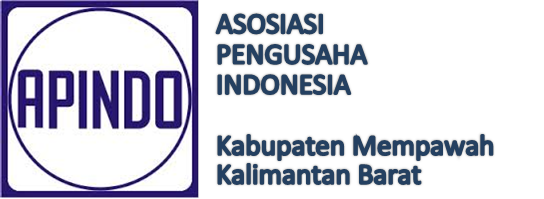 APINDO
ASOSIASI
PENGUSAHA
INDONESIA
Kabupaten Mempawah
Kalimantan Barat